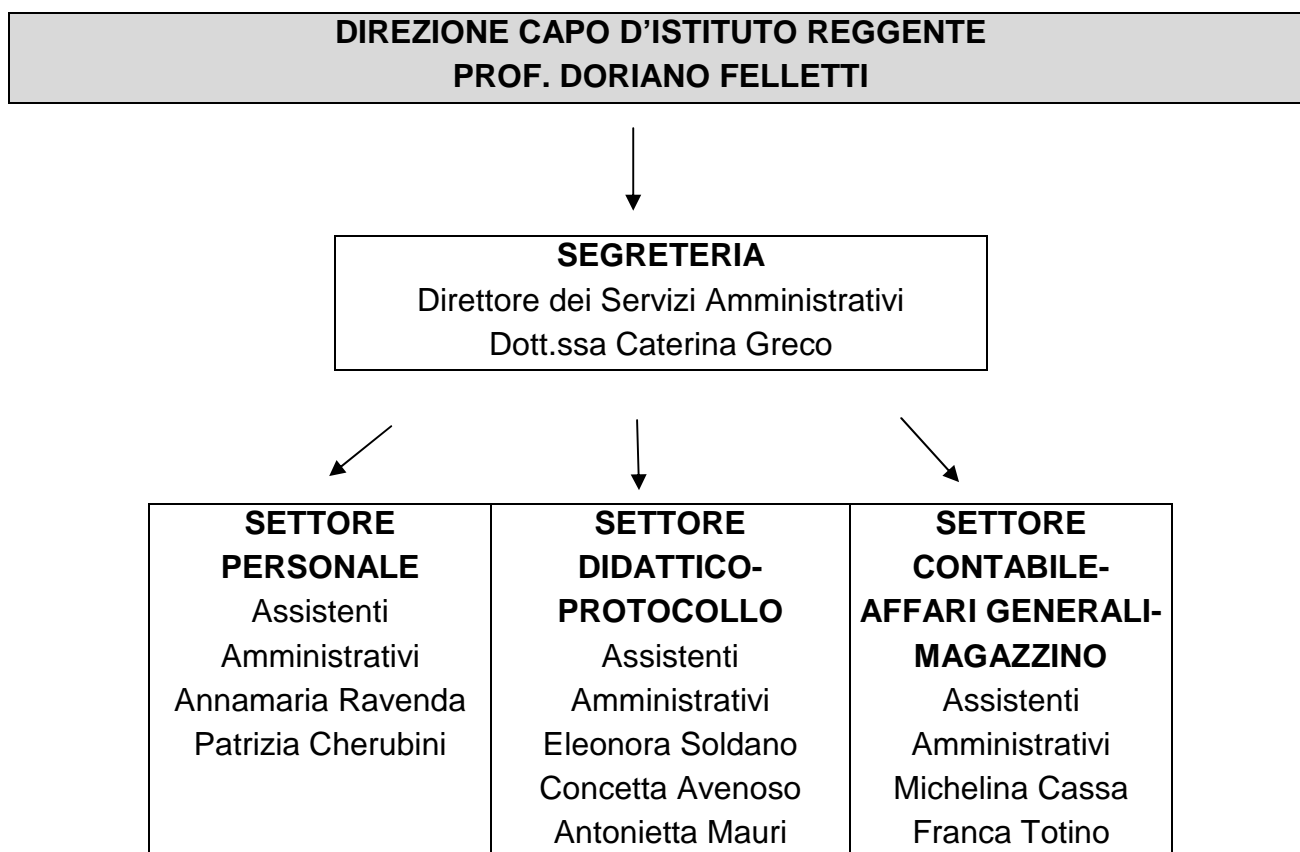 DIREZIONE CAPO D’ISTITUTO REGGENTE
PROF. DORIANO FELLETTI
SEGRETERIA
Direttore dei Servizi Amministrativi
Dott.ssa Caterina Greco
SETTORE
PERSONALE
Assistenti
Amministrativi
Annamaria Ravenda
Patrizia Cherubini
SETTORE
DIDATTICO-
PROTOCOLLO
Assistenti
Amministrativi
Eleonora Soldano
Concetta Avenoso
Antonietta Mauri
SETTORE
CONTABILE-
AFFARI GENERALI-
MAGAZZINO
Assistenti
Amministrativi
Michelina Cassa
Franca Totino